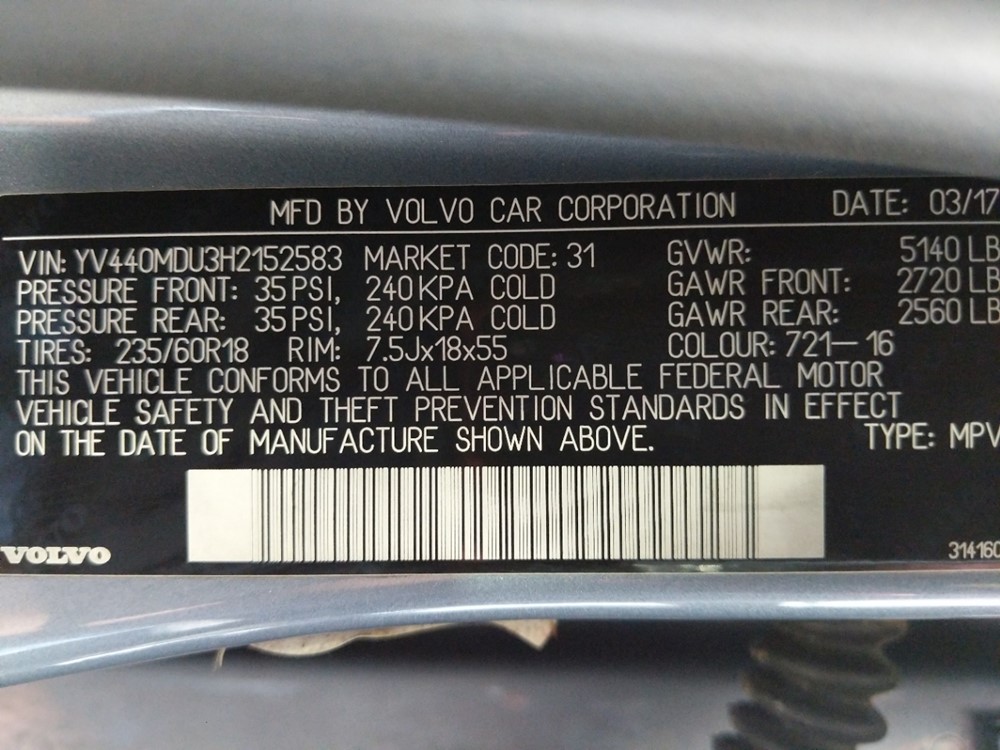 MFD BY VOLVO CAR CORPORATION DATE: 03/17
VIN: YV440MDU3H2152583 MARKET CODE: 31 GVWR: 5140 LB
PRESSURE FRONT: 35 PSI, 240 KPA COLD GAWR FRONT: 2720 LB
PRESSURE REAR: 35 PSI, 240 KPA COLD GAWR REAR: 2560 LB
TIRES: 235/60R18 RIM: 7.5Jx18x55 COLOUR: 721-16
THIS VEHICLE CONFORMS TO ALL APPLICABLE FEDERAL MOTOR
VEHICLE SAFETY AND THEFT PREVENTION STANDARDS IN EFFECT
ON THE DATE OF MANUFACTURE SHOWN ABOVE. TYPE: MPV
VOLVO 314160